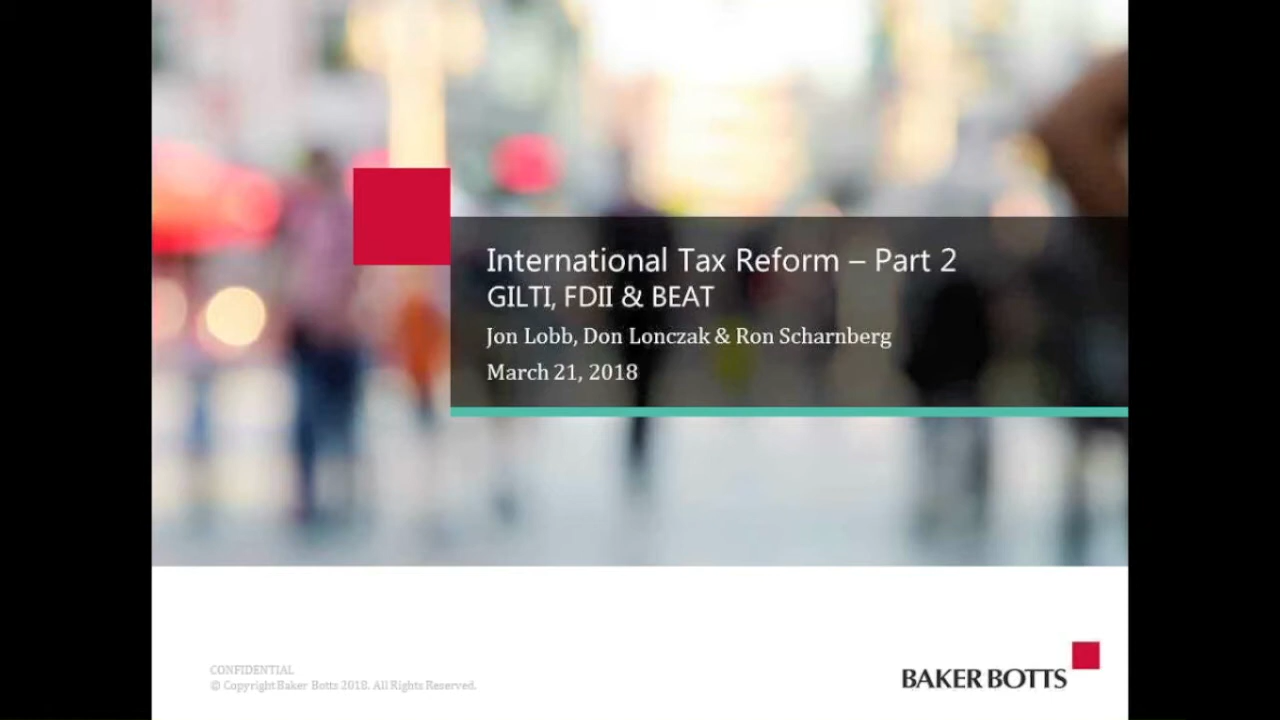 International Tax Reform – Part 2
GILTI, FDII & BEAT
Jon Lobb, Don Lonczak & Ron Scharnberg
March 21, 2018
CONFIDENTIAL
© Copyright Baker Botts 2018. All Rights Reserved.
BAKER BOTTS